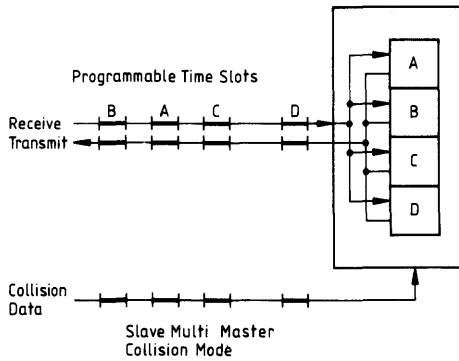 Programmable Time Slots
B A C D
Receive
Transmit
A
B
C
D
Collision
Data
Slave Multi Master
Collision Mode